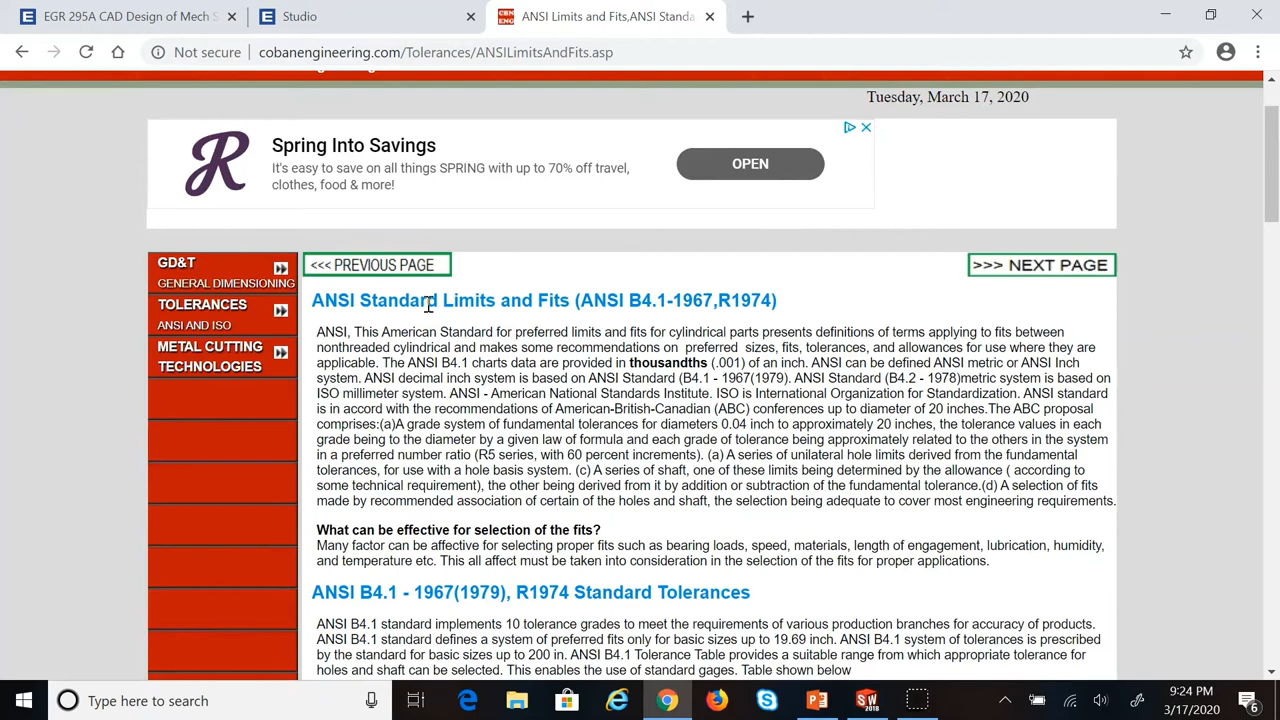 EGR 295A CAD Design of Mech S
Studio
CBN ENG
ANSI Limits and Fits,ANSI Standa
Not secure
cobanengineering.com/Tolerances/ANSILimitsAndFits.asp
Tuesday, March 17, 2020
R
Spring Into Savings
It's easy to save on all things SPRING with up to 70% off travel,
clothes, food & more!
OPEN
GD&T
GENERAL DIMENSIONING
TOLERANCES
ANSI AND ISO
METAL CUTTING
TECHNOLOGIES
<<< PREVIOUS PAGE
>>> NEXT PAGE
ANSI Standard Limits and Fits (ANSI B4.1-1967,R1974)
ANSI, This American Standard for preferred limits and fits for cylindrical parts presents definitions of terms applying to fits between
nonthreaded cylindrical and makes some recommendations on preferred sizes, fits, tolerances, and allowances for use where they are
applicable. The ANSI B4.1 charts data are provided in thousandths (.001) of an inch. ANSI can be defined ANSI metric or ANSI Inch
system. ANSI decimal inch system is based on ANSI Standard (B4.1 - 1967(1979). ANSI Standard (B4.2 - 1978)metric system is based on
ISO millimeter system. ANSI - American National Standards Institute. ISO is International Organization for Standardization. ANSI standard
is in accord with the recommendations of American-British-Canadian (ABC) conferences up to diameter of 20 inches.The ABC proposal
comprises:(a)A grade system of fundamental tolerances for diameters 0.04 inch to approximately 20 inches, the tolerance values in each
grade being to the diameter by a given law of formula and each grade of tolerance being approximately related to the others in the system
in a preferred number ratio (R5 series, with 60 percent increments). (a) A series of unilateral hole limits derived from the fundamental
tolerances, for use with a hole basis system. (c) A series of shaft, one of these limits being determined by the allowance ( according to
some technical requirement), the other being derived from it by addition or subtraction of the fundamental tolerance.(d) A selection of fits
made by recommended association of certain of the holes and shaft, the selection being adequate to cover most engineering requirements.
What can be effective for selection of the fits?
Many factor can be affective for selecting proper fits such as bearing loads, speed, materials, length of engagement, lubrication, humidity,
and temperature etc. This all affect must be taken into consideration in the selection of the fits for proper applications.
ANSI B4.1 - 1967(1979), R1974 Standard Tolerances
ANSI B4.1 standard implements 10 tolerance grades to meet the requirements of various production branches for accuracy of products.
ANSI B4.1 standard defines a system of preferred fits only for basic sizes up to 19.69 inch. ANSI B4.1 system of tolerances is prescribed
by the standard for basic sizes up to 200 in. ANSI B4.1 Tolerance Table provides a suitable range from which appropriate tolerance for
holes and shaft can be selected. This enables the use of standard gages. Table shown below
Type here to search
9:24 PM
3/17/2020
6